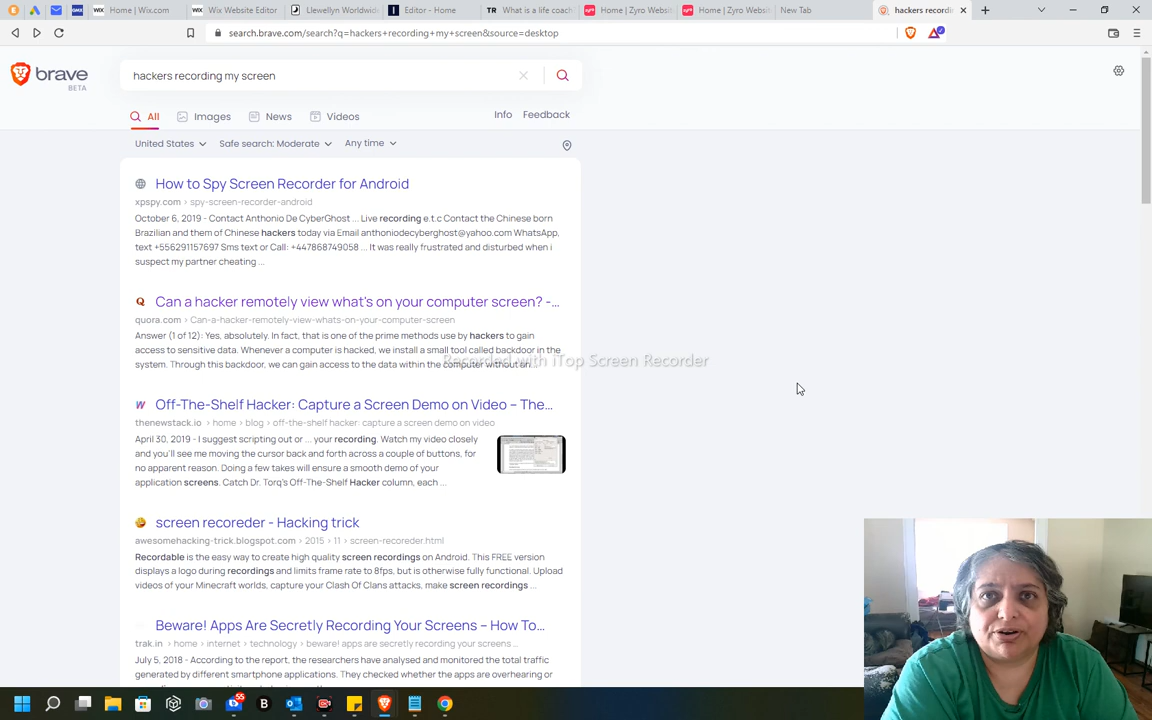 Home | Wix.com
Wix Website Editor
Llewellyn Worldwide
Editor - Home
TR What is a life coach
Home | Zyro Websit
Home | Zyro Websit
New Tab
hackers recordin
search.brave.com/search?q=hackers+recording+my+screen&source=desktop
brave
BETA
hackers recording my screen
All
Images
News
Videos
Info
Feedback
United States
Safe search: Moderate
Any time
How to Spy Screen Recorder for Android
xpspy.com › spy-screen-recorder-android
October 6, 2019 - Contact Anthonio De CyberGhost ... Live recording e.t.c Contact the Chinese born
Brazilian and them of Chinese hackers today via Email anthoniodecyberghost@yahoo.com WhatsApp,
text +556291157697 Sms text or Call: +447868749058 ... It was really frustrated and disturbed when i
suspect my partner cheating ...
Can a hacker remotely view what's on your computer screen? -...
quora.com › Can-a-hacker-remotely-view-whats-on-your-computer-screen
Answer (1 of 12): Yes, absolutely. In fact, that is one of the prime methods use by hackers to gain
access to sensitive data. Whenever a computer is hacked, we install a small tool called backdoor in the
system. Through this backdoor, we can gain access to the data within the computer without an...
Recorded with iTop Screen Recorder
Off-The-Shelf Hacker: Capture a Screen Demo on Video – The...
thenewstack.io › home › blog › off-the-shelf hacker: capture a screen demo on video
April 30, 2019 - I suggest scripting out or ... your recording. Watch my video closely
and you'll see me moving the cursor back and forth across a couple of buttons, for
no apparent reason. Doing a few takes will ensure a smooth demo of your
application screens. Catch Dr. Torq's Off-The-Shelf Hacker column, each ...
screen recoreder - Hacking trick
awesomehacking-trick.blogspot.com › 2015 › 11 › screen-recoreder.html
Recordable is the easy way to create high quality screen recordings on Android. This FREE version
displays a logo during recordings and limits frame rate to 8fps, but is otherwise fully functional. Upload
videos of your Minecraft worlds, capture your Clash Of Clans attacks, make screen recordings ...
Beware! Apps Are Secretly Recording Your Screens – How To...
trak.in › home › internet › technology › beware! apps are secretly recording your screens ...
July 5, 2018 - According to the report, the researchers have analysed and monitored the total traffic
generated by different smartphone applications. They checked whether the apps are overhearing or
55